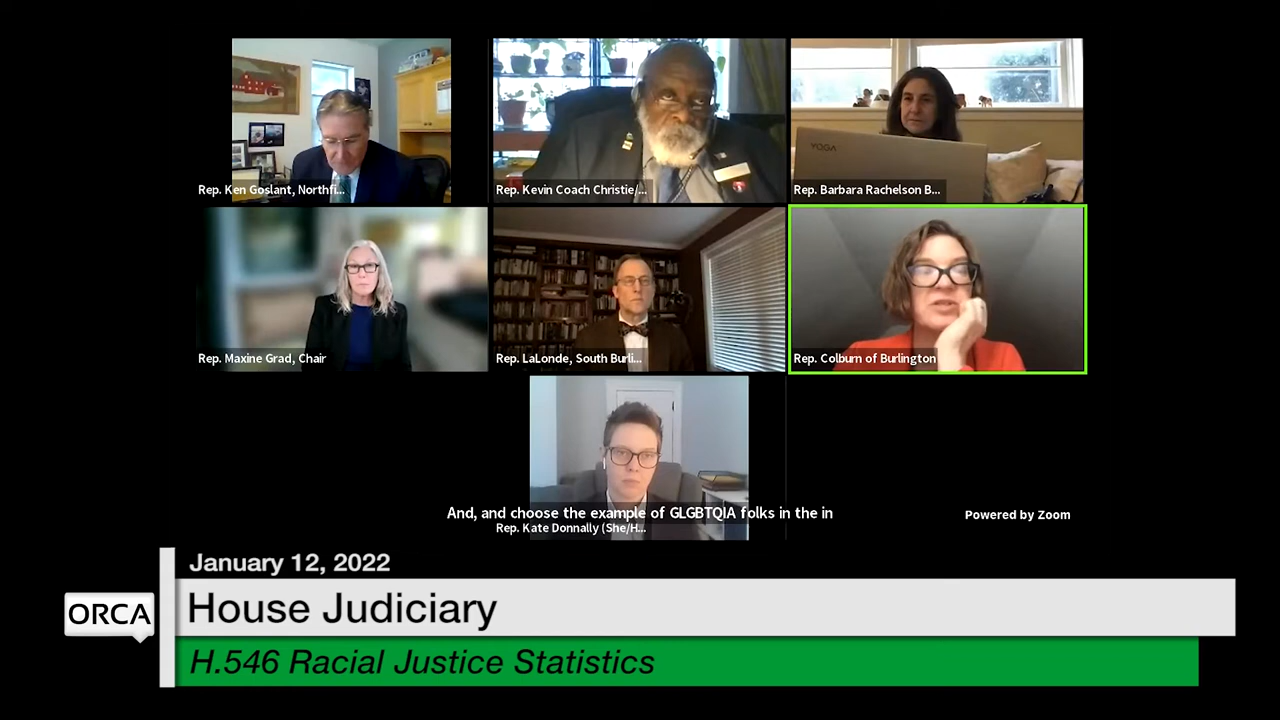 Rep. Ken Goslant, Northfi...
Rep. Kevin Coach Christie,...
YOGA
Rep. Barbara Rachelson B...
Rep. Maxine Grad, Chair
Rep. LaLonde, South Burli...
Rep. Colburn of Burlington
And, and choose the example of GLGBTQIA folks in the in
Rep. Kate Donnally (She/H...
Powered by Zoom
January 12, 2022
ORCA
House Judiciary
H.546 Racial Justice Statistics